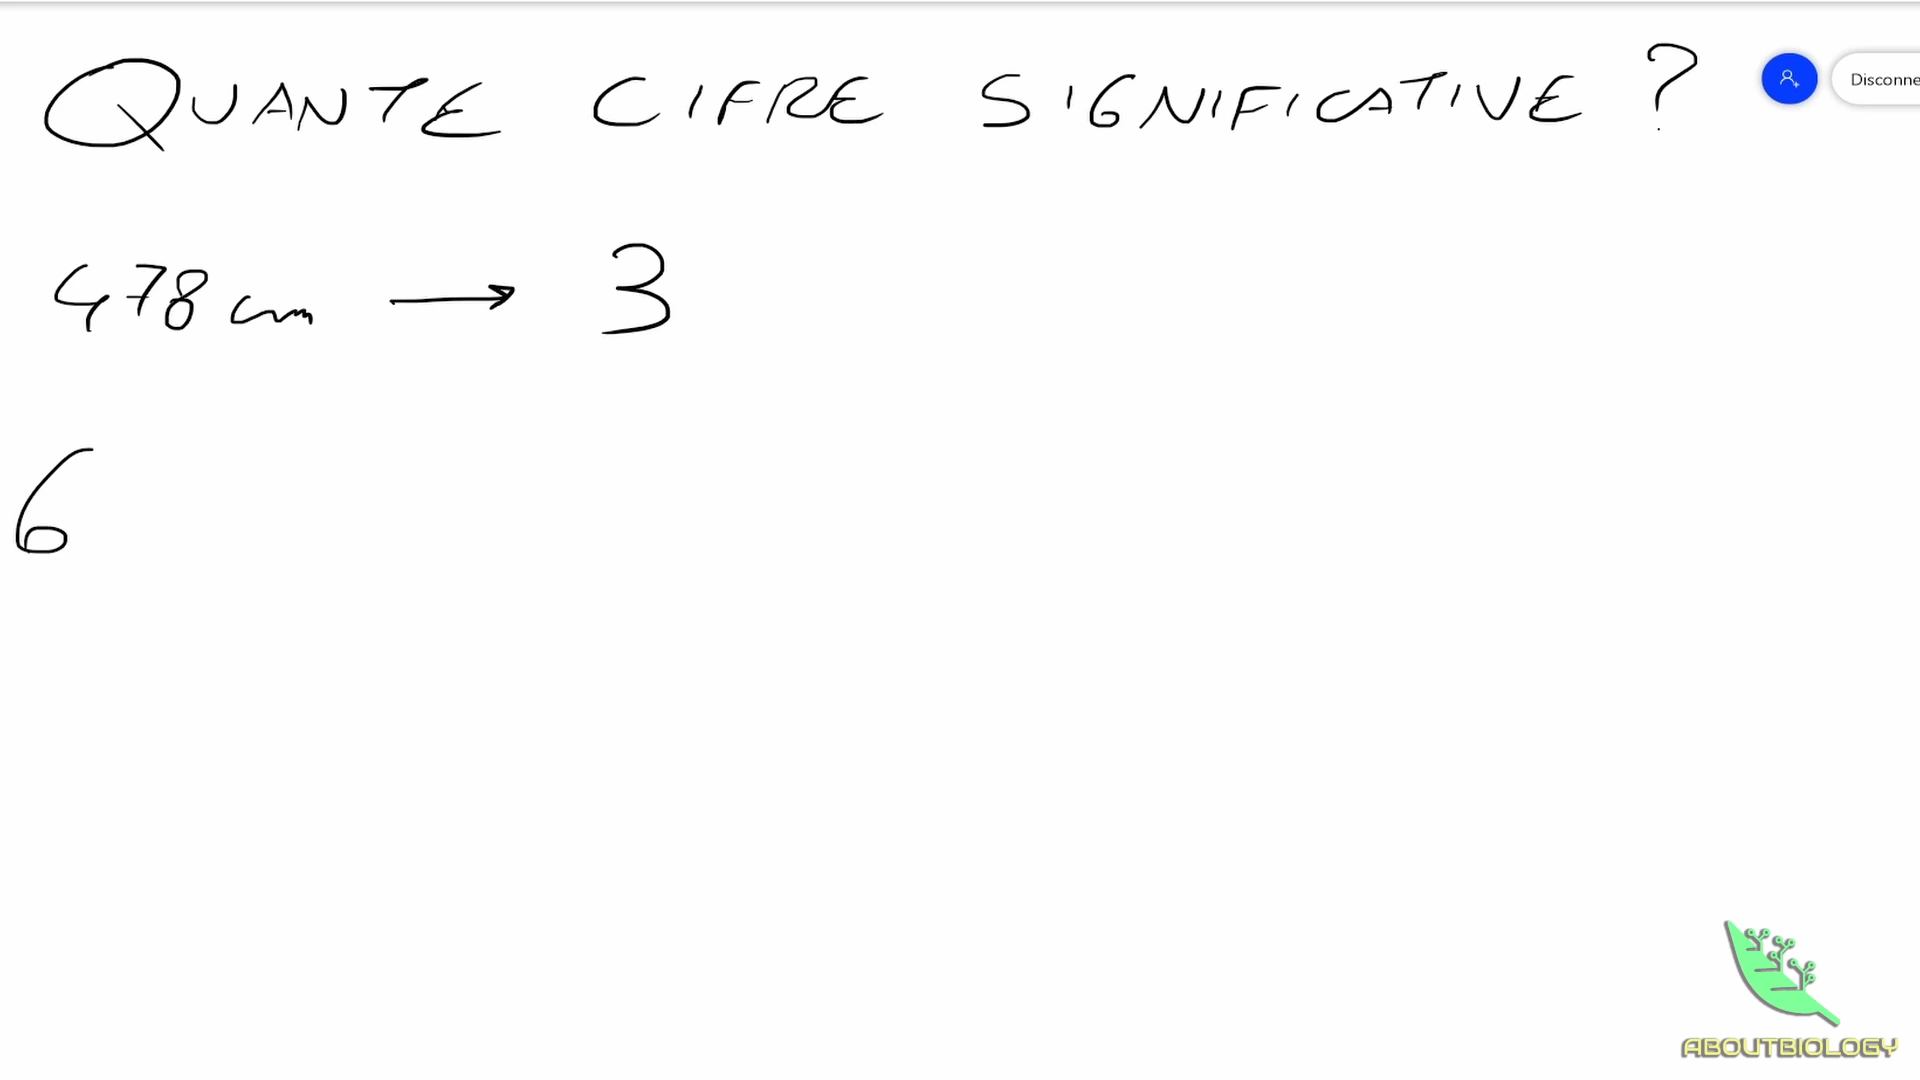 QUANTE CIFRE SIGNIFICATIVE ?
Disconne
478 cm → 3
6
ABOUTBIOLOGY